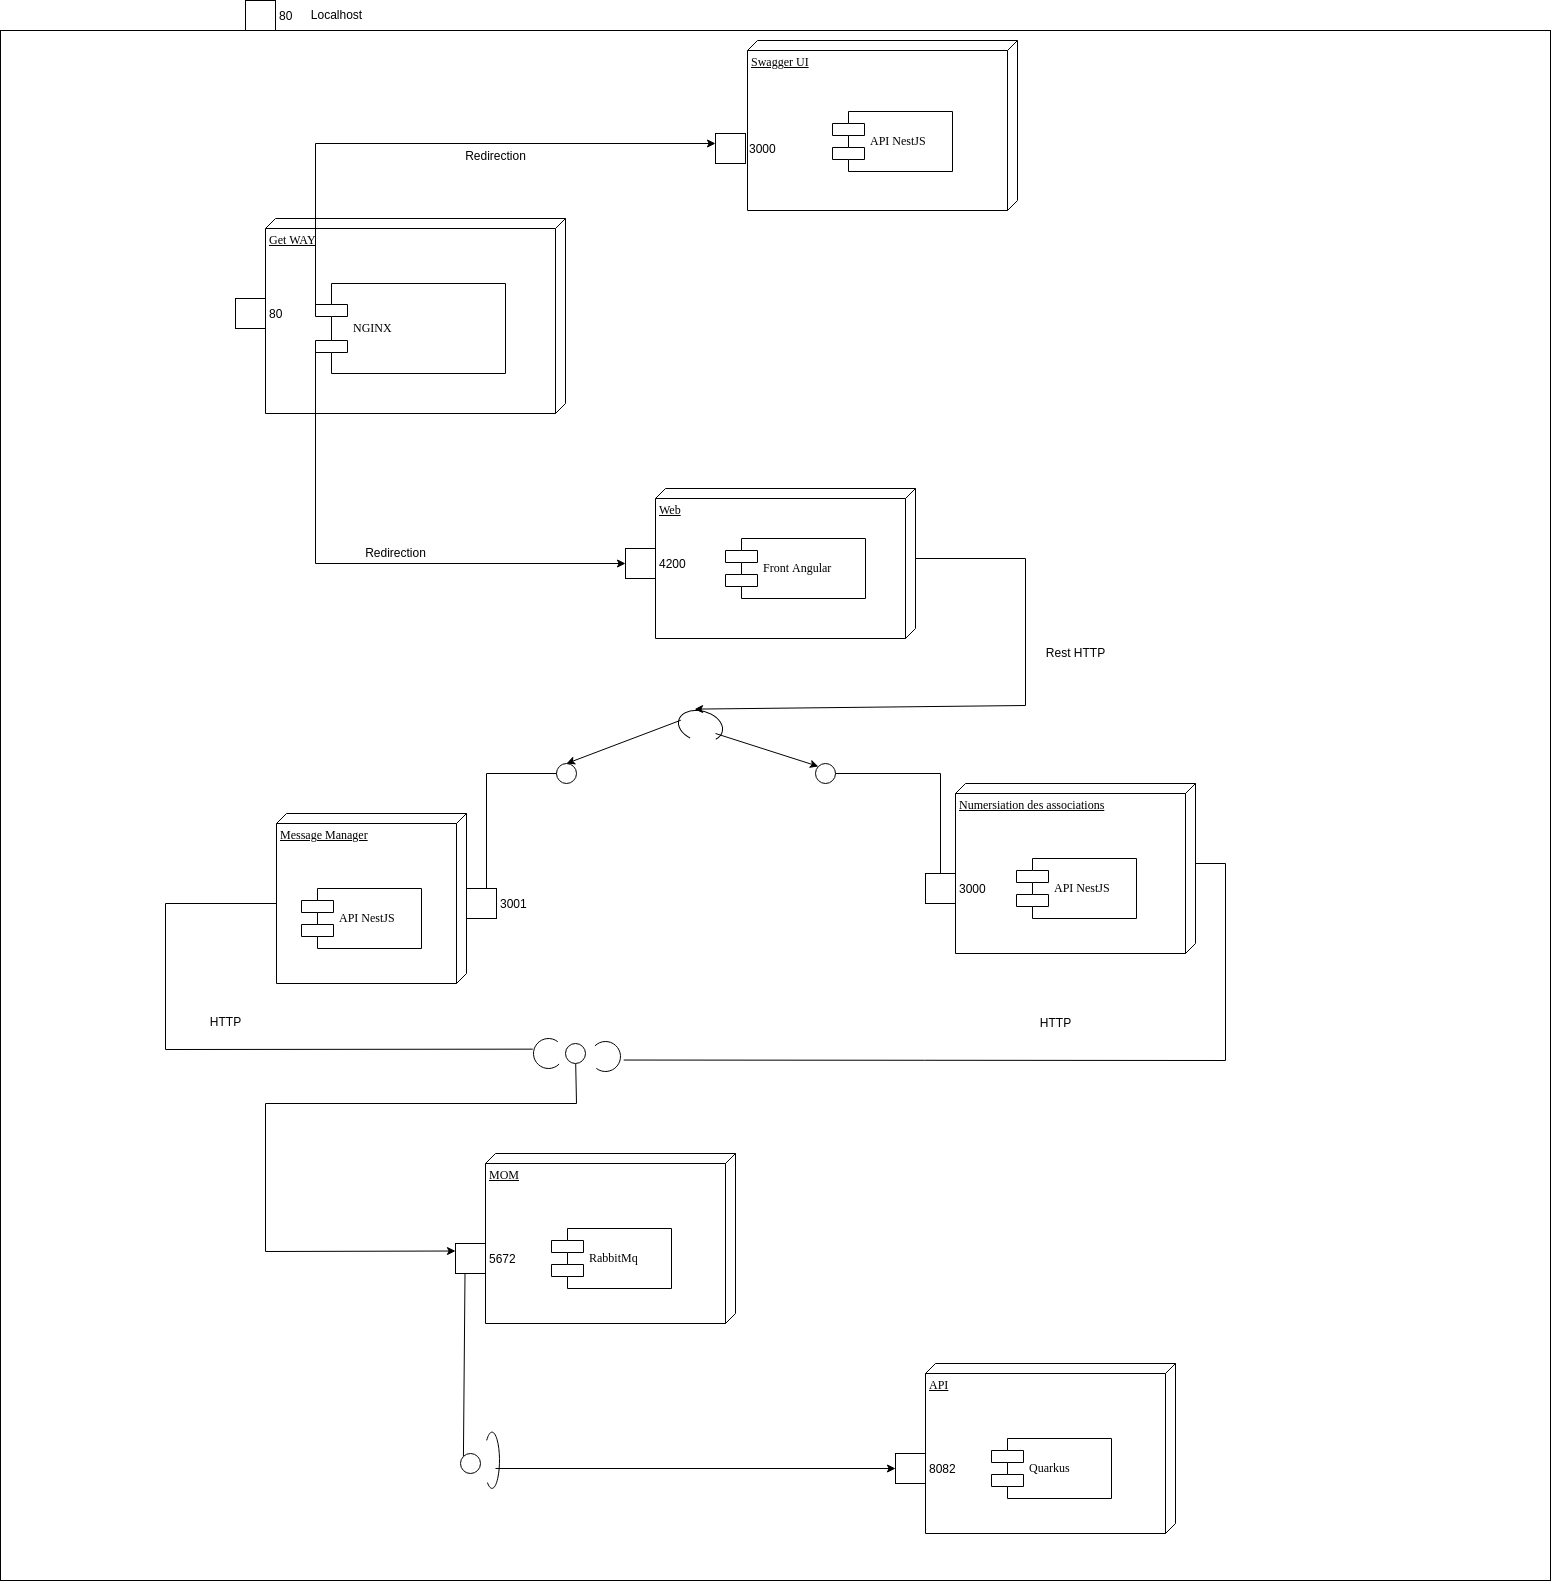 80
Localhost
Swagger UI
API NestJS
3000
Redirection
Get WAY
80
NGINX
Web
Redirection
4200
Front Angular
Rest HTTP
Numersiation des associations
Message Manager
3000
API NestJS
API NestJS
3001
HTTP
HTTP
MOM
5672
RabbitMq
API
8082
Quarkus